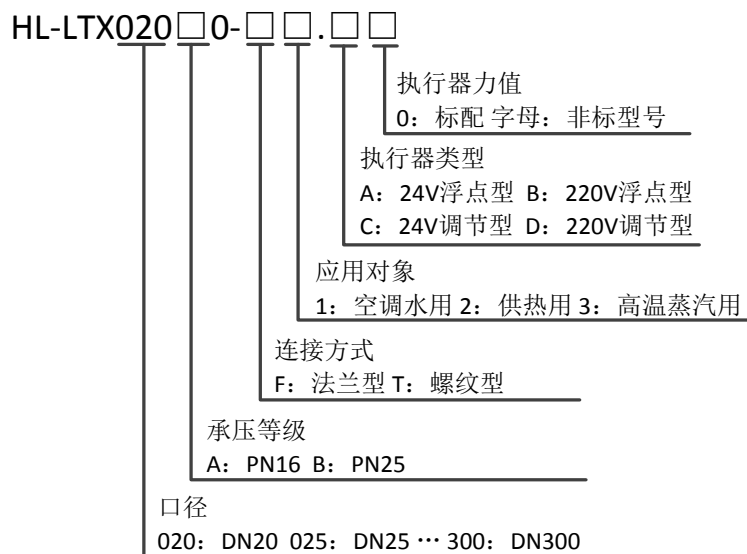 HL-LTX020□0-□□.□□
执行器力值
0：标配 字母：非标型号
执行器类型
A：24V浮点型 B：220V浮点型
C：24V调节型 D：220V调节型
应用对象
1：空调水用 2：供热用 3：高温蒸汽用
连接方式
F：法兰型 T：螺纹型
承压等级
A：PN16 B：PN25
口径
020：DN20 025：DN25 … 300：DN300